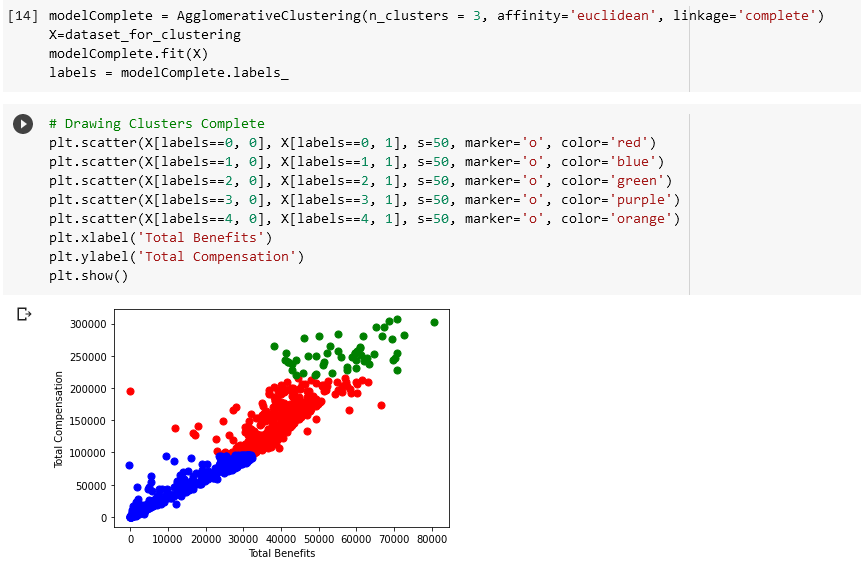 [14] modelComplete = AgglomerativeClustering(n_clusters = 3, affinity='euclidean', linkage='complete')
X=dataset_for_clustering
modelComplete.fit(X)
labels = modelComplete.labels_
# Drawing Clusters Complete
plt.scatter(X[labels==0, 0], X[labels==0, 1], s=50, marker='o', color='red')
plt.scatter(X[labels==1, 0], X[labels==1, 1], s=50, marker='o', color='blue')
plt.scatter(X[labels==2, 0], X[labels==2, 1], s=50, marker='o', color='green')
plt.scatter(X[labels==3, 0], X[labels==3, 1], s=50, marker='o', color='purple')
plt.scatter(X[labels==4, 0], X[labels==4, 1], s=50, marker='o', color='orange')
plt.xlabel('Total Benefits')
plt.ylabel('Total Compensation')
plt.show()
Total Compensation
300000
250000
200000
150000
100000
50000
0
0 10000 20000 30000 40000 50000 60000 70000 80000
Total Benefits